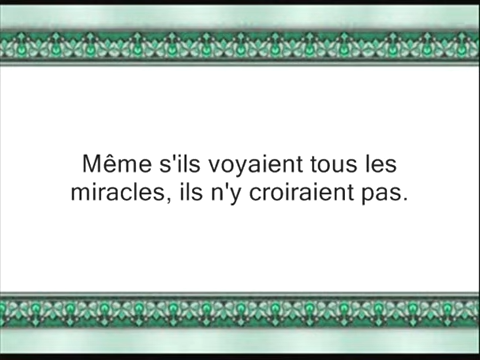 Même s'ils voyaient tous les
miracles, ils n'y croiraient pas.